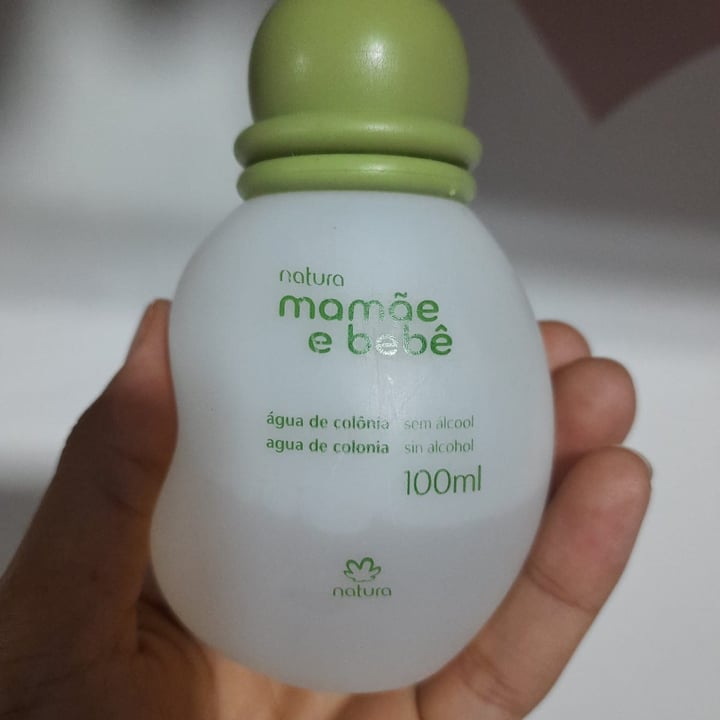 natura
mamãe
e bebê
água de colônia sem álcool
agua de colonia sin alcohol
100ml
natura